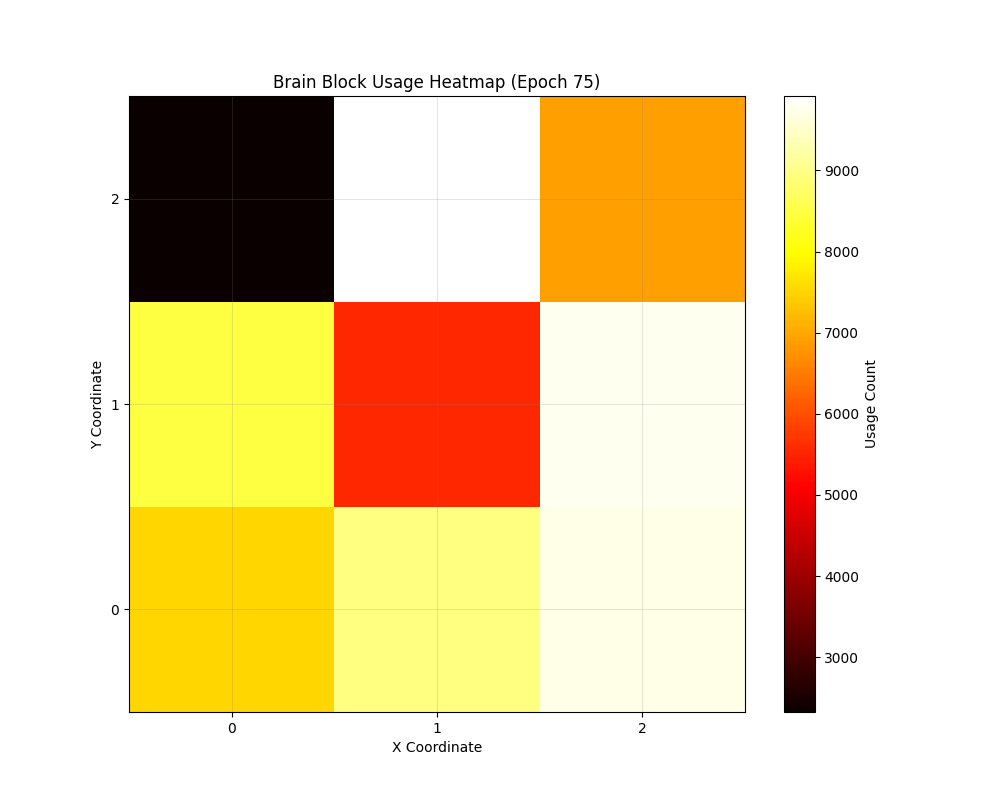 Brain Block Usage Heatmap (Epoch 75)
2
1
0
Y Coordinate
0 1 2
X Coordinate
9000
8000
7000
6000
5000
4000
3000
Usage Count